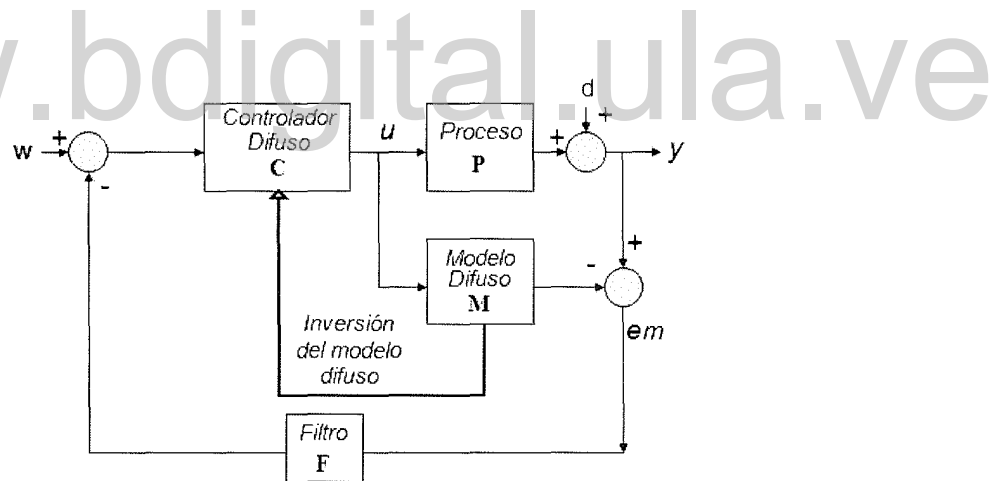 .bdigital.ula.ve
d
+
Controlador
Difuso
C
u
Proceso
P
+
y
w
+
-
+
Modelo
Difuso
M
-
em
Inversión
del modelo
difuso
Filtro
F